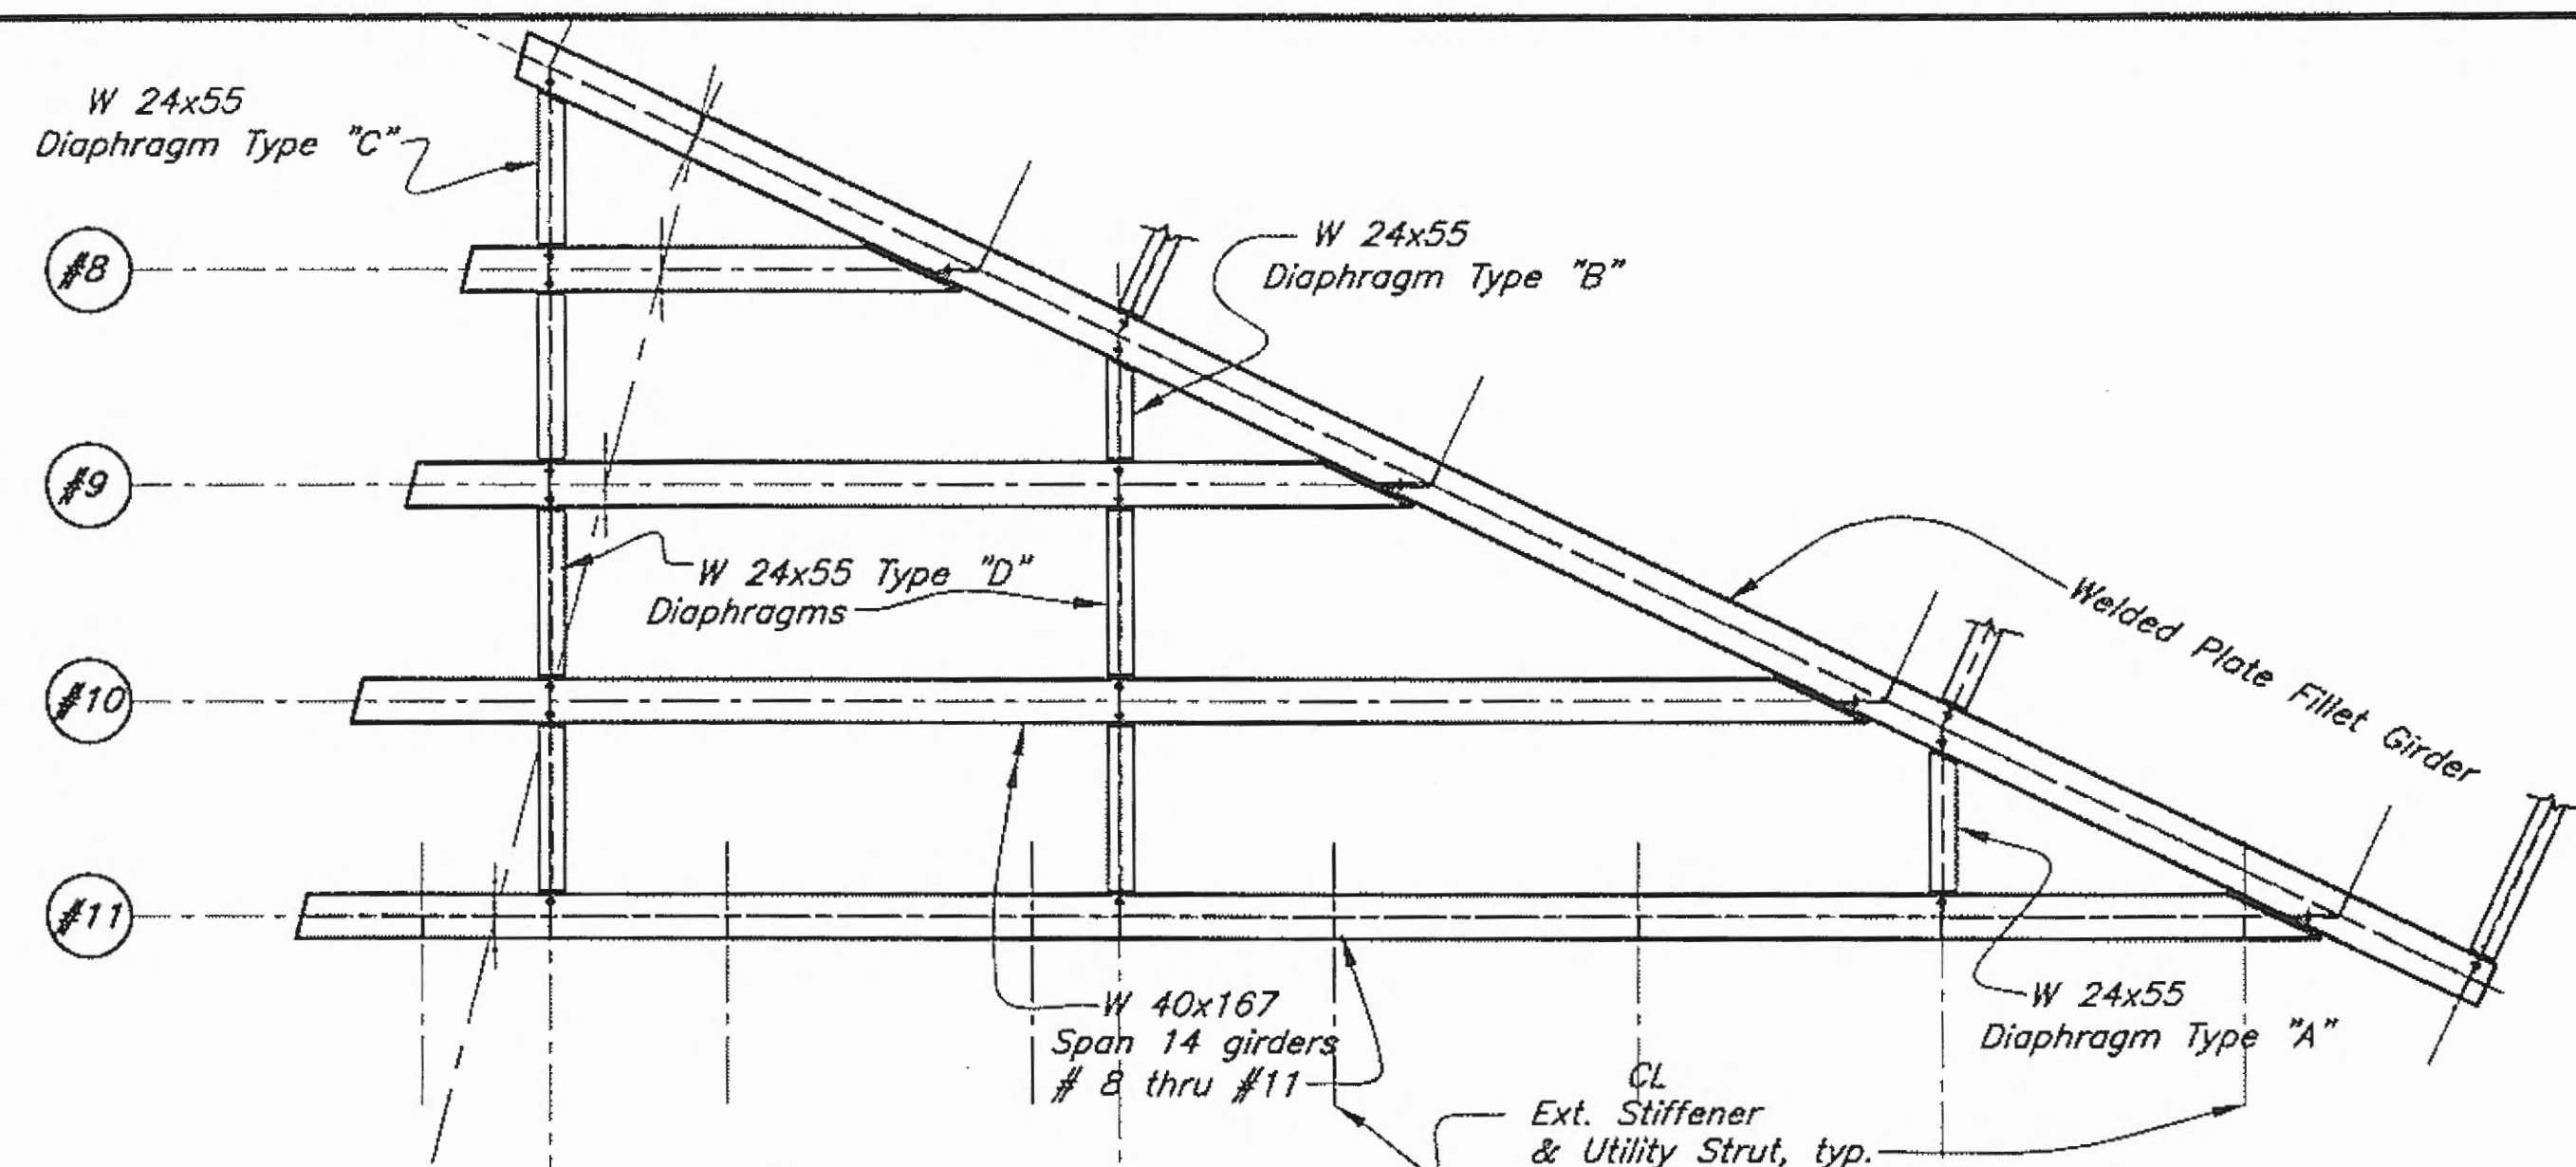 W 24x55
Diaphragm Type "C"
#8
W 24x55
Diaphragm Type "B"
#9
W 24x55 Type "D"
Diaphragms
Welded Plate Fillet Girder
#10
#11
W 40x167
Span 14 girders
# 8 thru #11
W 24x55
Diaphragm Type "A"
CL
Ext. Stiffener
& Utility Strut, typ.